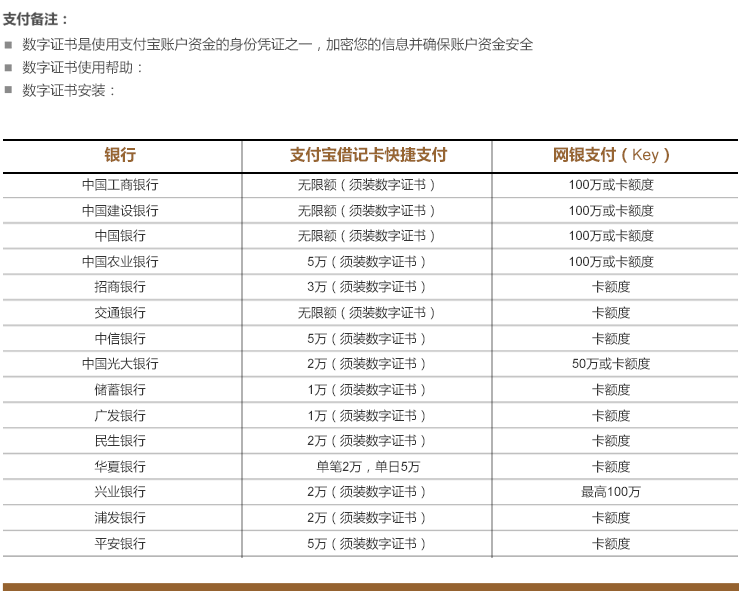 支付备注：
数字证书是使用支付宝账户资金的身份凭证之一，加密您的信息并确保账户资金安全
数字证书使用帮助：
数字证书安装：
银行 支付宝借记卡快捷支付 网银支付（Key）
中国工商银行 无限额（须装数字证书） 100万或卡额度
中国建设银行 无限额（须装数字证书） 100万或卡额度
中国银行 无限额（须装数字证书） 100万或卡额度
中国农业银行 5万（须装数字证书） 100万或卡额度
招商银行 3万（须装数字证书） 卡额度
交通银行 无限额（须装数字证书） 卡额度
中信银行 5万（须装数字证书） 卡额度
中国光大银行 2万（须装数字证书） 50万或卡额度
储蓄银行 1万（须装数字证书） 卡额度
广发银行 1万（须装数字证书） 卡额度
民生银行 2万（须装数字证书） 卡额度
华夏银行 单笔2万，单日5万 卡额度
兴业银行 2万（须装数字证书） 最高100万
浦发银行 2万（须装数字证书） 卡额度
平安银行 5万（须装数字证书） 卡额度